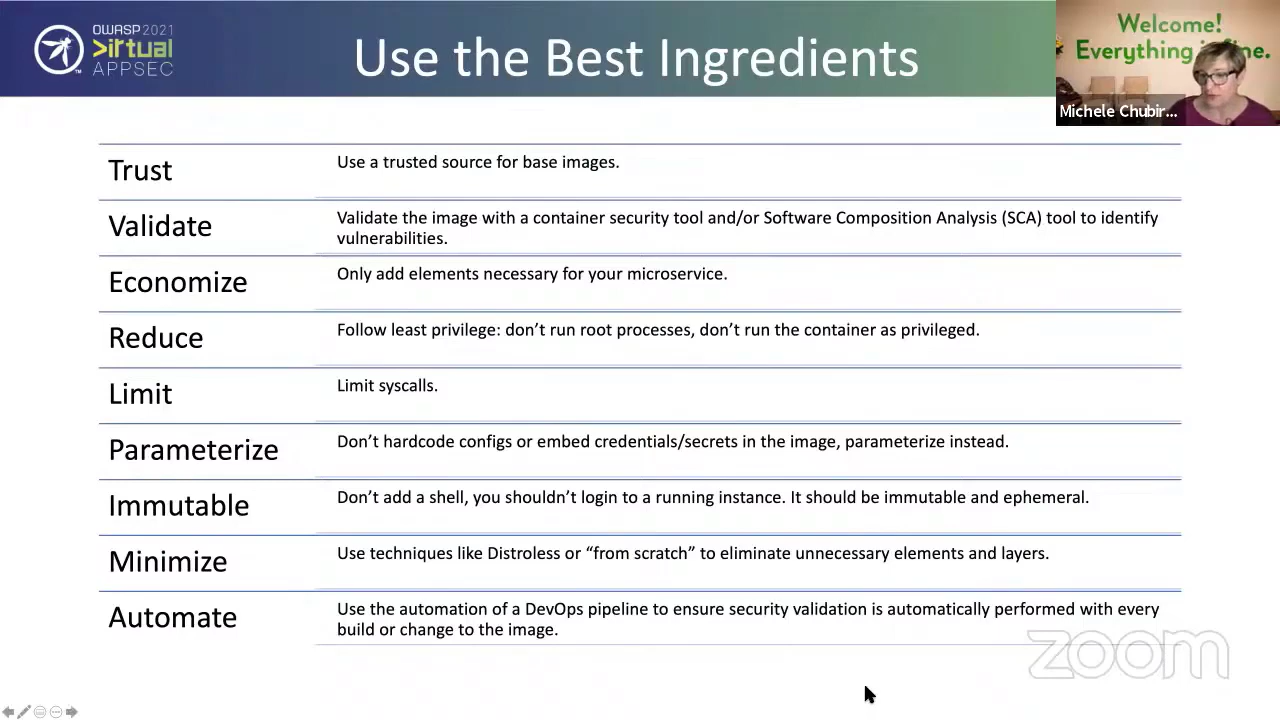 OWASP 2021
Virtual
APPSEC
Use the Best Ingredients
Welcome!
Everything is fine.
Michele Chubir...
Trust
Use a trusted source for base images.
Validate
Validate the image with a container security tool and/or Software Composition Analysis (SCA) tool to identify
vulnerabilities.
Economize
Only add elements necessary for your microservice.
Reduce
Follow least privilege: don’t run root processes, don’t run the container as privileged.
Limit
Limit syscalls.
Parameterize
Don’t hardcode configs or embed credentials/secrets in the image, parameterize instead.
Immutable
Don’t add a shell, you shouldn’t login to a running instance. It should be immutable and ephemeral.
Minimize
Use techniques like Distroless or “from scratch” to eliminate unnecessary elements and layers.
Automate
Use the automation of a DevOps pipeline to ensure security validation is automatically performed with every
build or change to the image.
zoom